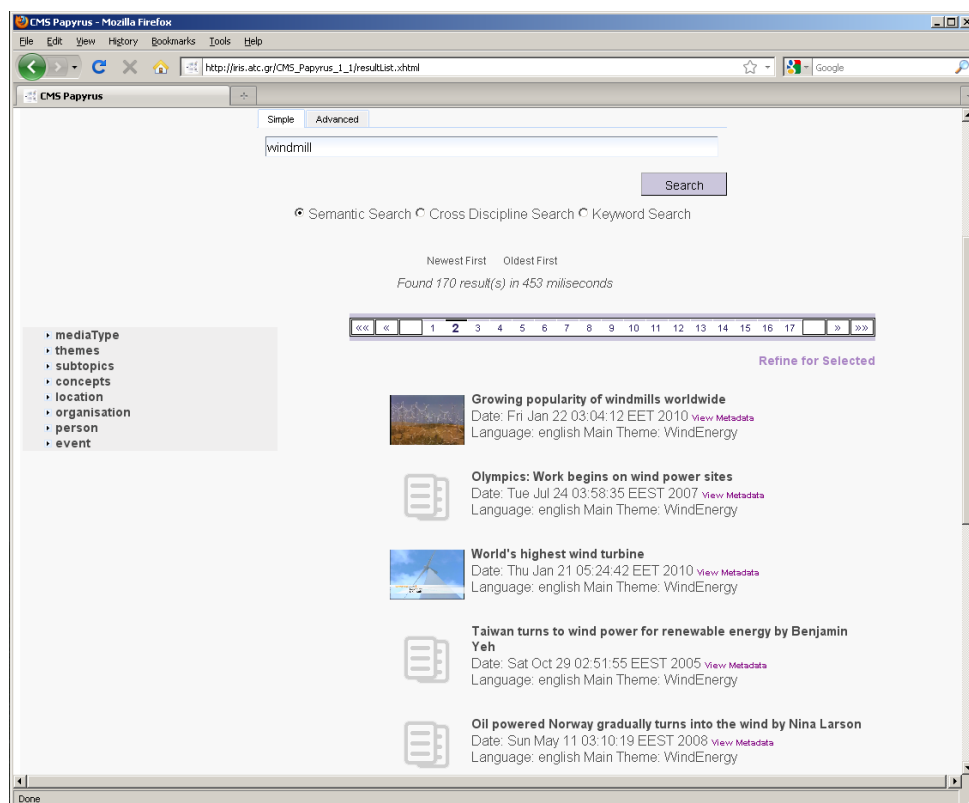 CMS Papyrus - Mozilla Firefox
File Edit View History Bookmarks Tools Help
http://iris.atc.gr/CMS_Papyrus_1_1/resultList.xhtml
Google
CMS Papyrus
Simple Advanced
windmill
Search
Semantic Search Cross Discipline Search Keyword Search
Newest First Oldest First
Found 170 result(s) in 453 miliseconds
«« « 1 2 3 4 5 6 7 8 9 10 11 12 13 14 15 16 17 » »»
mediaType
themes
subtopics
concepts
location
organisation
person
event
Refine for Selected
Growing popularity of windmills worldwide
Date: Fri Jan 22 03:04:12 EET 2010 View Metadata
Language: english Main Theme: WindEnergy
Olympics: Work begins on wind power sites
Date: Tue Jul 24 03:58:35 EEST 2007 View Metadata
Language: english Main Theme: WindEnergy
World's highest wind turbine
Date: Thu Jan 21 05:24:42 EET 2010 View Metadata
Language: english Main Theme: WindEnergy
Taiwan turns to wind power for renewable energy by Benjamin
Yeh
Date: Sat Oct 29 02:51:55 EEST 2005 View Metadata
Language: english Main Theme: WindEnergy
Oil powered Norway gradually turns into the wind by Nina Larson
Date: Sun May 11 03:10:19 EEST 2008 View Metadata
Language: english Main Theme: WindEnergy
Done